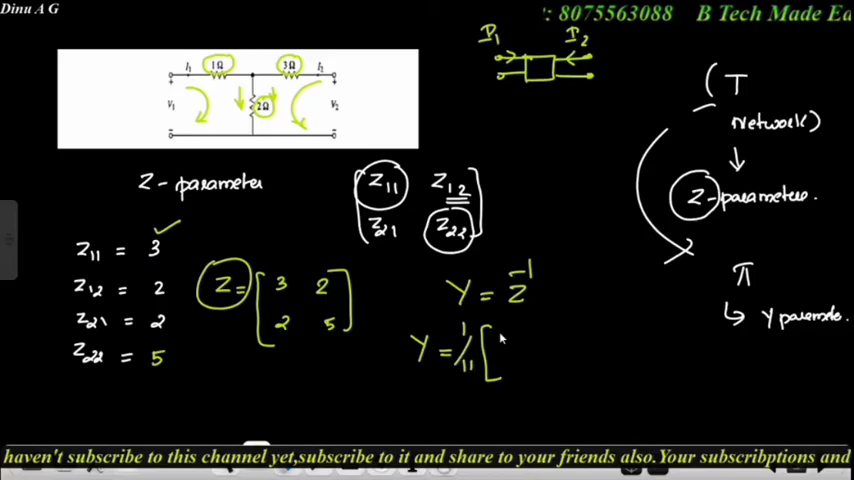 Dinu A G
: 8075563088 B Tech Made Ea
I1 I2
I1 1Ω 3Ω I2
V1 2Ω V2
+ +
- -
(T
Network)
Z-parameter
[Z11 Z12
Z21 Z22]
Z-parameters.
Z11 = 3
Z12 = 2
Z21 = 2
Z22 = 5
Z = [3 2
2 5]
Y = Z-1
Y = 1/11 [
π
↳ Y parameter.
haven't subscribe to this channel yet,subscribe to it and share to your friends also.Your subscribptions and